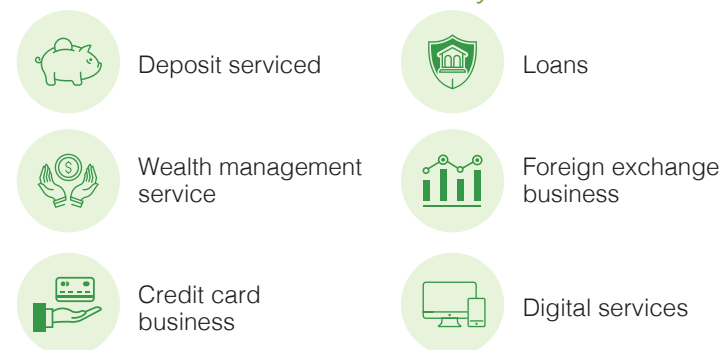 Deposit serviced
Loans
Wealth management
service
Foreign exchange
business
Credit card
business
Digital services